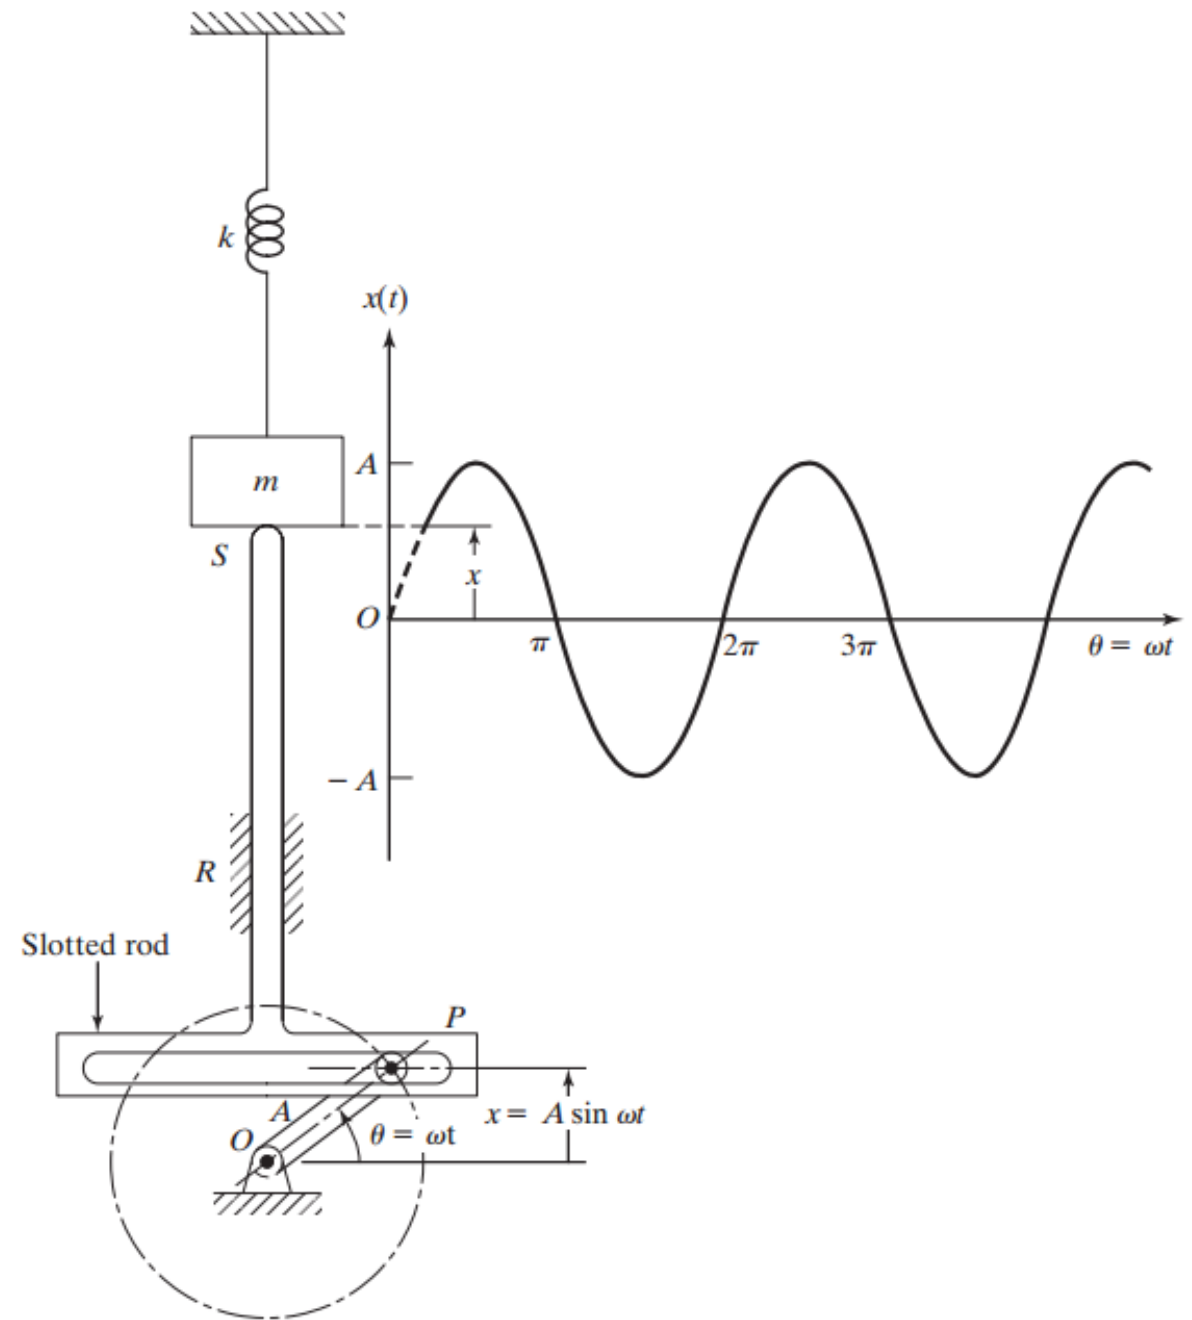 k
x(t)
A
m
S
x
O
π
2π
3π
θ = ωt
− A
R
Slotted rod
P
A
x = A sin ωt
O
θ = ωt